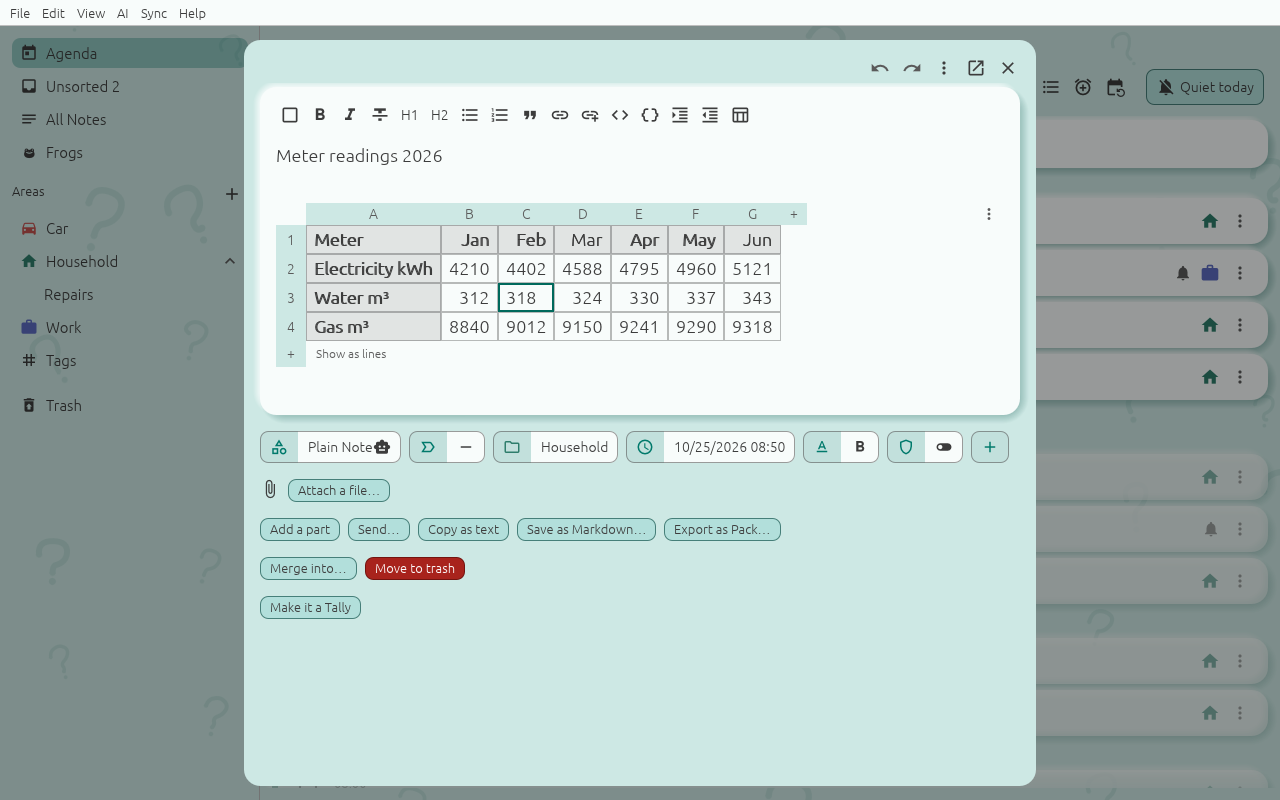 File Edit View AI Sync Help
Agenda
Unsorted 2
All Notes
Frogs
Areas
Car
Household
Repairs
Work
Tags
Trash
Quiet today
B I S H1 H2
Meter readings 2026
A B C D E F G +
1 Meter Jan Feb Mar Apr May Jun
2 Electricity kWh 4210 4402 4588 4795 4960 5121
3 Water m³ 312 318 324 330 337 343
4 Gas m³ 8840 9012 9150 9241 9290 9318
+ Show as lines
Plain Note Household 10/25/2026 08:50 A B
Attach a file…
Add a part Send… Copy as text Save as Markdown… Export as Pack…
Merge into… Move to trash
Make it a Tally